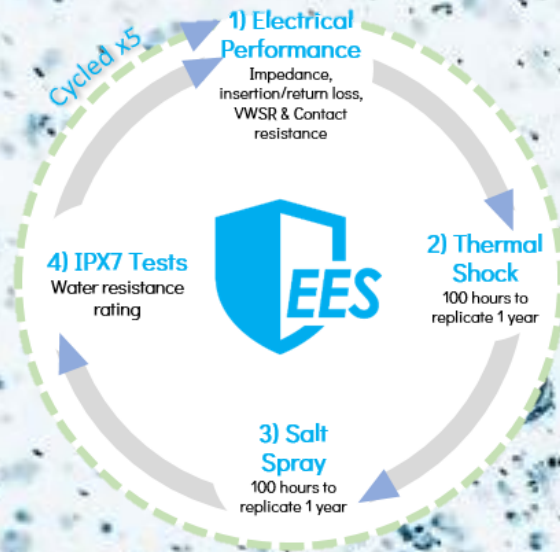 Cycled x5
1) Electrical
Performance
Impedance,
insertion/return loss,
VWSR & Contact
resistance
2) Thermal
Shock
100 hours to
replicate 1 year
3) Salt
Spray
100 hours to
replicate 1 year
4) IPX7 Tests
Water resistance
rating
EES